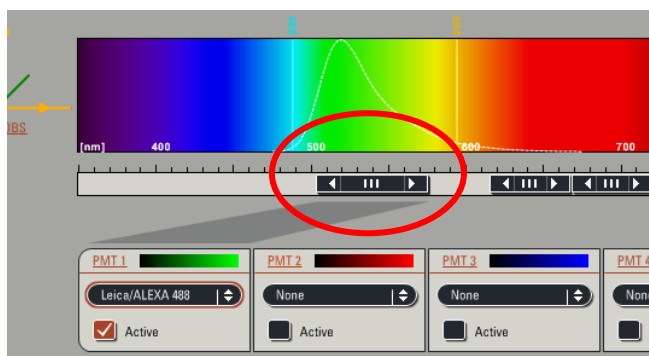 [nm] 400 500 600 700
OBS
PMT 1 PMT 2 PMT 3 PMT 4
Leica/ALEXA 488 None None
Active Active Active